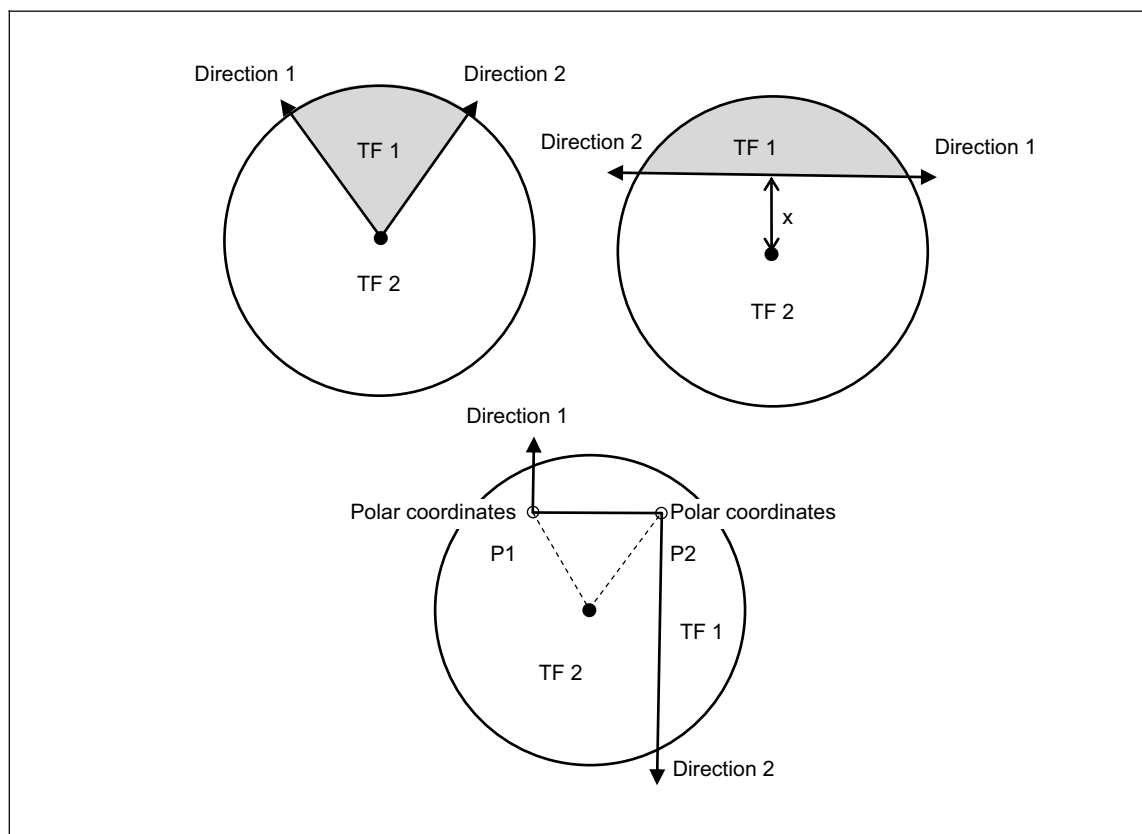 Direction 1
Direction 2
TF 1
TF 2
Direction 2
TF 1
Direction 1
x
TF 2
Direction 1
Polar coordinates
Polar coordinates
P1
P2
TF 1
TF 2
Direction 2